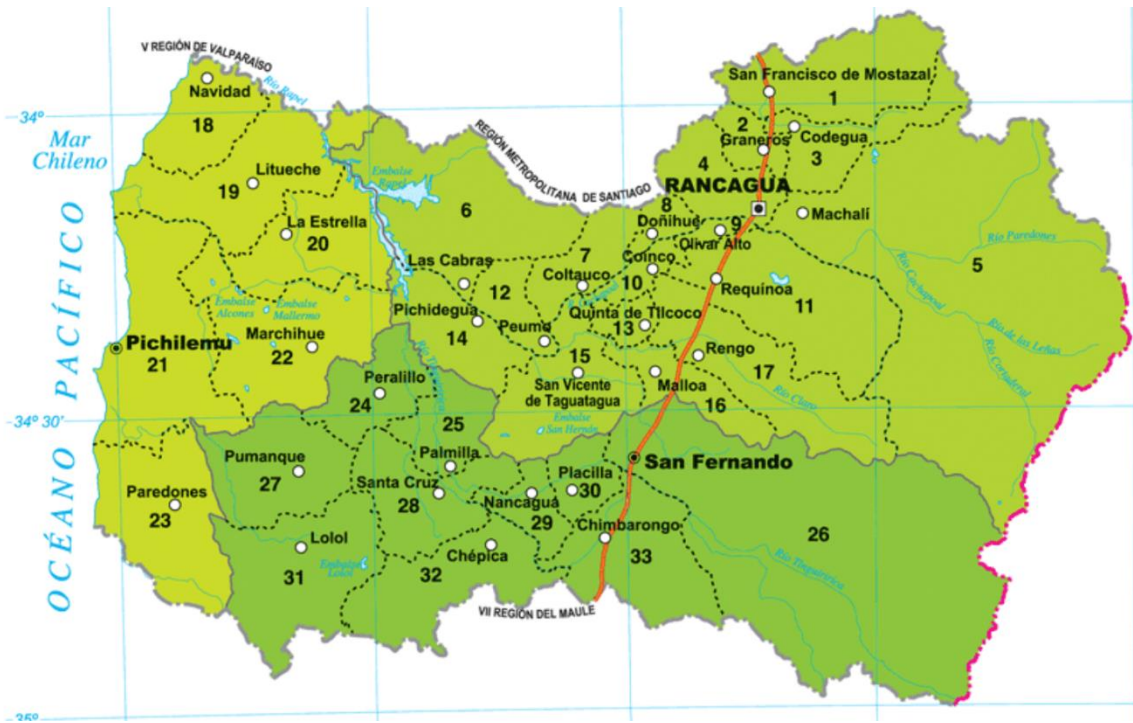 V REGIÓN DE VALPARAÍSO
Navidad
18
Río Rapel
San Francisco de Mostazal
1
34º
Mar
Chileno
2
Graneros
Codegua
3
REGIÓN METROPOLITANA DE SANTIAGO
4
Litueche
19
Embalse
Rapel
RANCAGUA
8
6
La Estrella
20
Doñihue
9
Machalí
Olivar Alto
Río Paredones
7
Las Cabras
Coltauco
Coinco
10
R. Cachapoal
Río Cachapoal
5
12
Requínoa
11
Embalse
Alcones
Embalse
Mallermo
Pichidegua
14
Peumo
Quinta de TIlcoco
13
Río de las Leñas
Marchihue
22
Pichilemu
21
15
Rengo
17
Río Cortaderal
OCÉANO PACÍFICO
Río Tinguiririca
San Vicente
de Taguatagua
Malloa
16
Río Claro
Peralillo
24
34º 30'
25
Embalse
San Hernán
Pumanque
27
Palmilla
Placilla
30
San Fernando
Paredones
23
Santa Cruz
28
Nancagua
29
Chimbarongo
33
26
Lolol
31
Embalse
Lolol
Chépica
32
Río Tinguiririca
VII REGIÓN DEL MAULE
35º